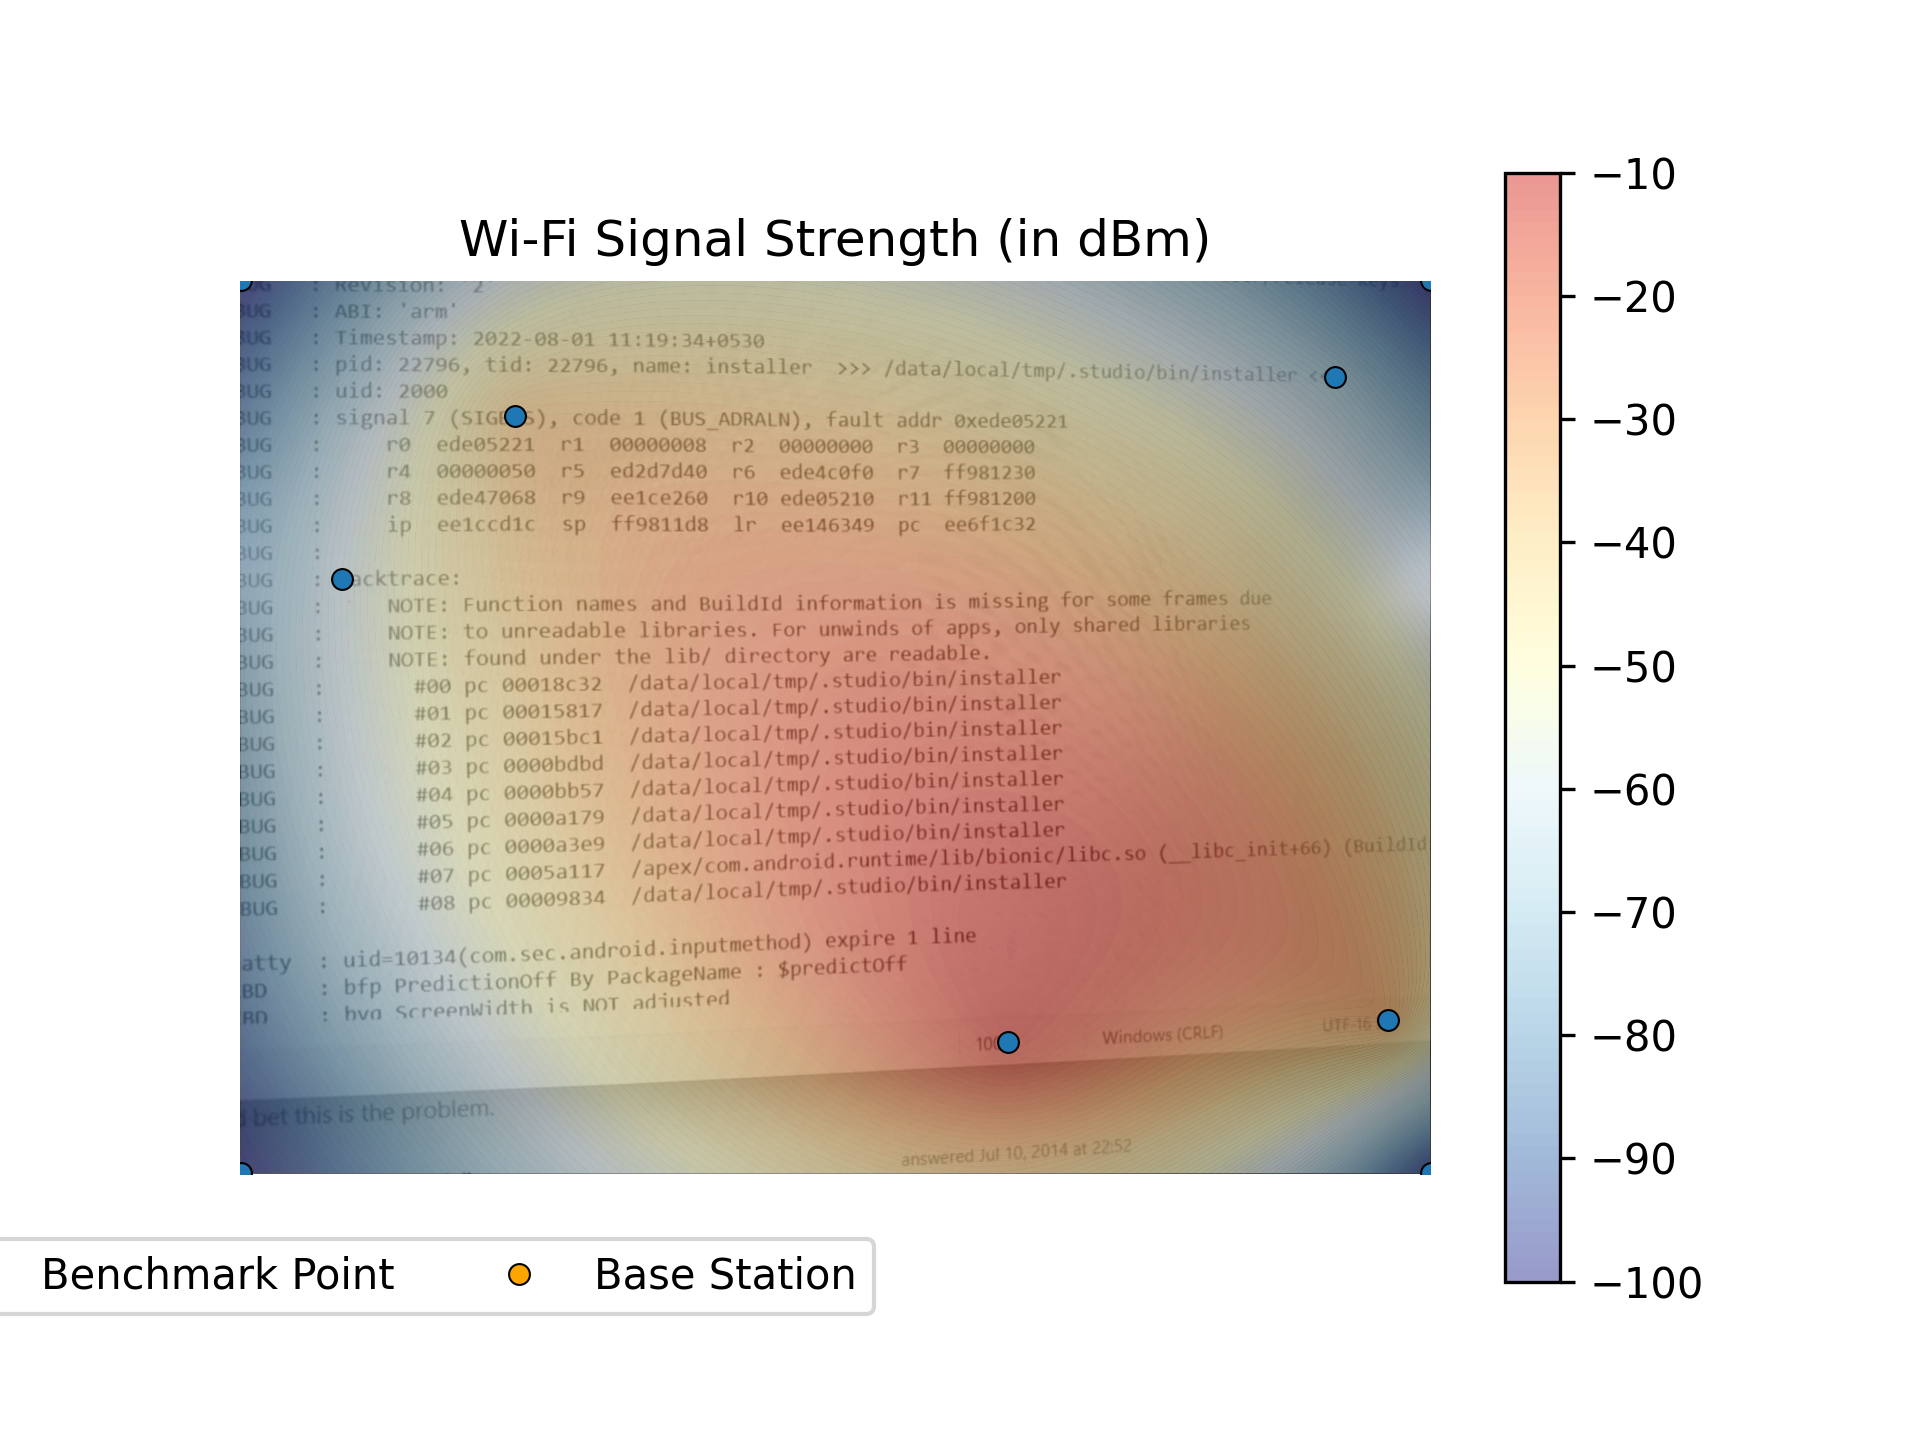 Wi-Fi Signal Strength (in dBm)
BUG : Revision: '2'
BUG : ABI: 'arm'
BUG : Timestamp: 2022-08-01 11:19:34+0530
BUG : pid: 22796, tid: 22796, name: installer >>> /data/local/tmp/.studio/bin/installer <
BUG : uid: 2000
BUG : signal 7 code 1 (BUS_ADRALN), fault addr 0xede05221
BUG : r0 ede05221 r1 00000008 r2 00000000 r3 00000000
BUG : r4 00000050 r5 ed2d7d40 r6 ede4c0f0 r7 ff981230
BUG : r8 ede47068 r9 ee1ce260 r10 ede05210 r11 ff981200
BUG : ip ee1ccd1c sp ff9811d8 lr ee146349 pc ee6f1c32
BUG :
BUG : acktrace:
BUG : NOTE: Function names and BuildId information is missing for some frames due
BUG : NOTE: to unreadable libraries. For unwinds of apps, only shared libraries
BUG : NOTE: found under the lib/ directory are readable.
BUG : #00 pc 00018c32 /data/local/tmp/.studio/bin/installer
BUG : #01 pc 00015817 /data/local/tmp/.studio/bin/installer
BUG : #02 pc 00015bc1 /data/local/tmp/.studio/bin/installer
BUG : #03 pc 0000bdbd /data/local/tmp/.studio/bin/installer
BUG : #04 pc 0000bb57 /data/local/tmp/.studio/bin/installer
BUG : #05 pc 0000a179 /data/local/tmp/.studio/bin/installer
BUG : #06 pc 0000a3e9 /data/local/tmp/.studio/bin/installer
BUG : #07 pc 0005a117 /apex/com.android.runtime/lib/bionic/libc.so (__libc_init+66) (BuildId
BUG : #08 pc 00009834 /data/local/tmp/.studio/bin/installer
atty : uid=10134(com.sec.android.inputmethod) expire 1 line
BD : bfp PredictionOff By PackageName : $predictOff
BD : bvg ScreenWidth is NOT adjusted
10 Windows (CRLF) UTF-16
bet this is the problem.
answered Jul 10, 2014 at 22:52
−10
−20
−30
−40
−50
−60
−70
−80
−90
−100
Benchmark Point Base Station